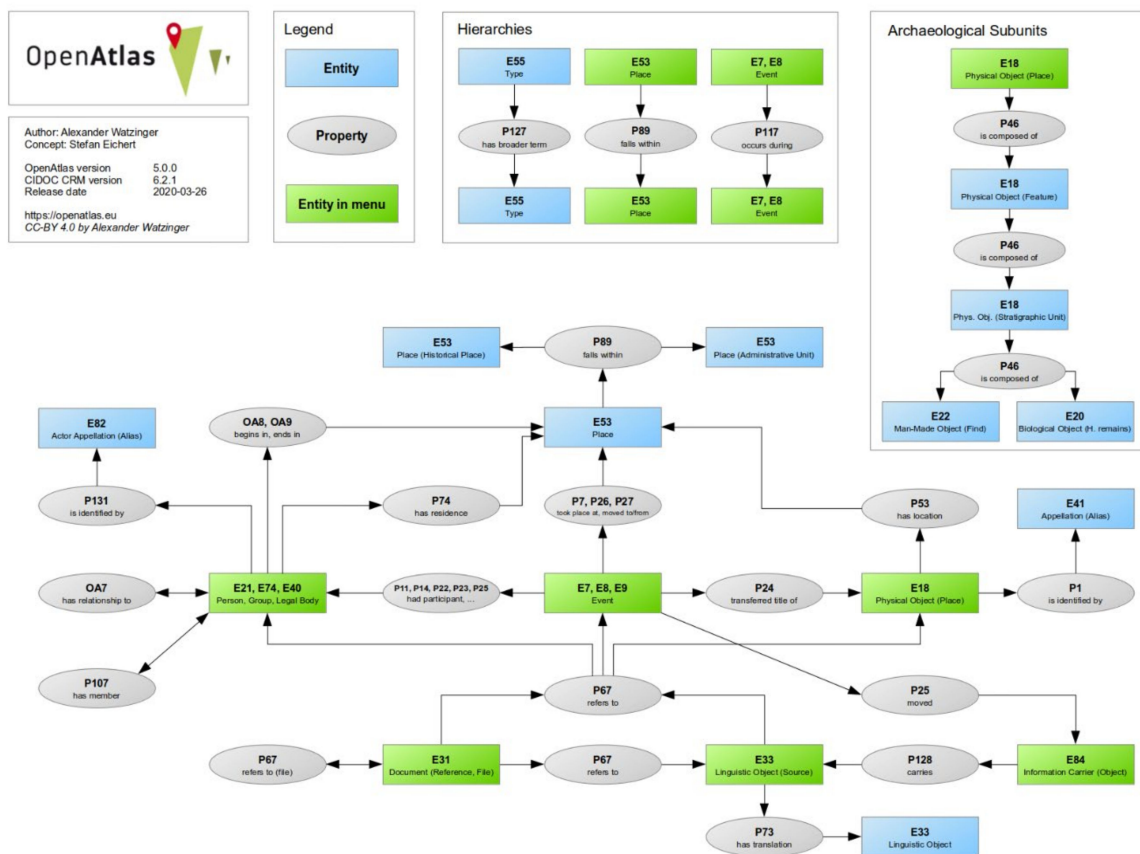 OpenAtlas
Author: Alexander Watzinger
Concept: Stefan Eichert
OpenAtlas version 5.0.0
CIDOC CRM version 6.2.1
Release date 2020-03-26
https://openatlas.eu
CC-BY 4.0 by Alexander Watzinger
Legend
Entity
Property
Entity in menu
Hierarchies
E55
Type
P127
has broader term
E55
Type
E53
Place
P89
falls within
E53
Place
E7, E8
Event
P117
occurs during
E7, E8
Event
Archaeological Subunits
E18
Physical Object (Place)
P46
is composed of
E18
Physical Object (Feature)
P46
is composed of
E18
Phys. Obj. (Stratigraphic Unit)
P46
is composed of
E22
Man-Made Object (Find)
E20
Biological Object (H. remains)
E53
Place (Historical Place)
P89
falls within
E53
Place (Administrative Unit)
E82
Actor Appellation (Alias)
OA8, OA9
begins in, ends in
E53
Place
P131
is identified by
P74
has residence
P7, P26, P27
took place at, moved to/from
P53
has location
E41
Appellation (Alias)
OA7
has relationship to
E21, E74, E40
Person, Group, Legal Body
P11, P14, P22, P23, P25
had participant, ...
E7, E8, E9
Event
P24
transferred title of
E18
Physical Object (Place)
P1
is identified by
P107
has member
P67
refers to
P25
moved
P67
refers to (file)
E31
Document (Reference, File)
P67
refers to
E33
Linguistic Object (Source)
P128
carries
E84
Information Carrier (Object)
P73
has translation
E33
Linguistic Object